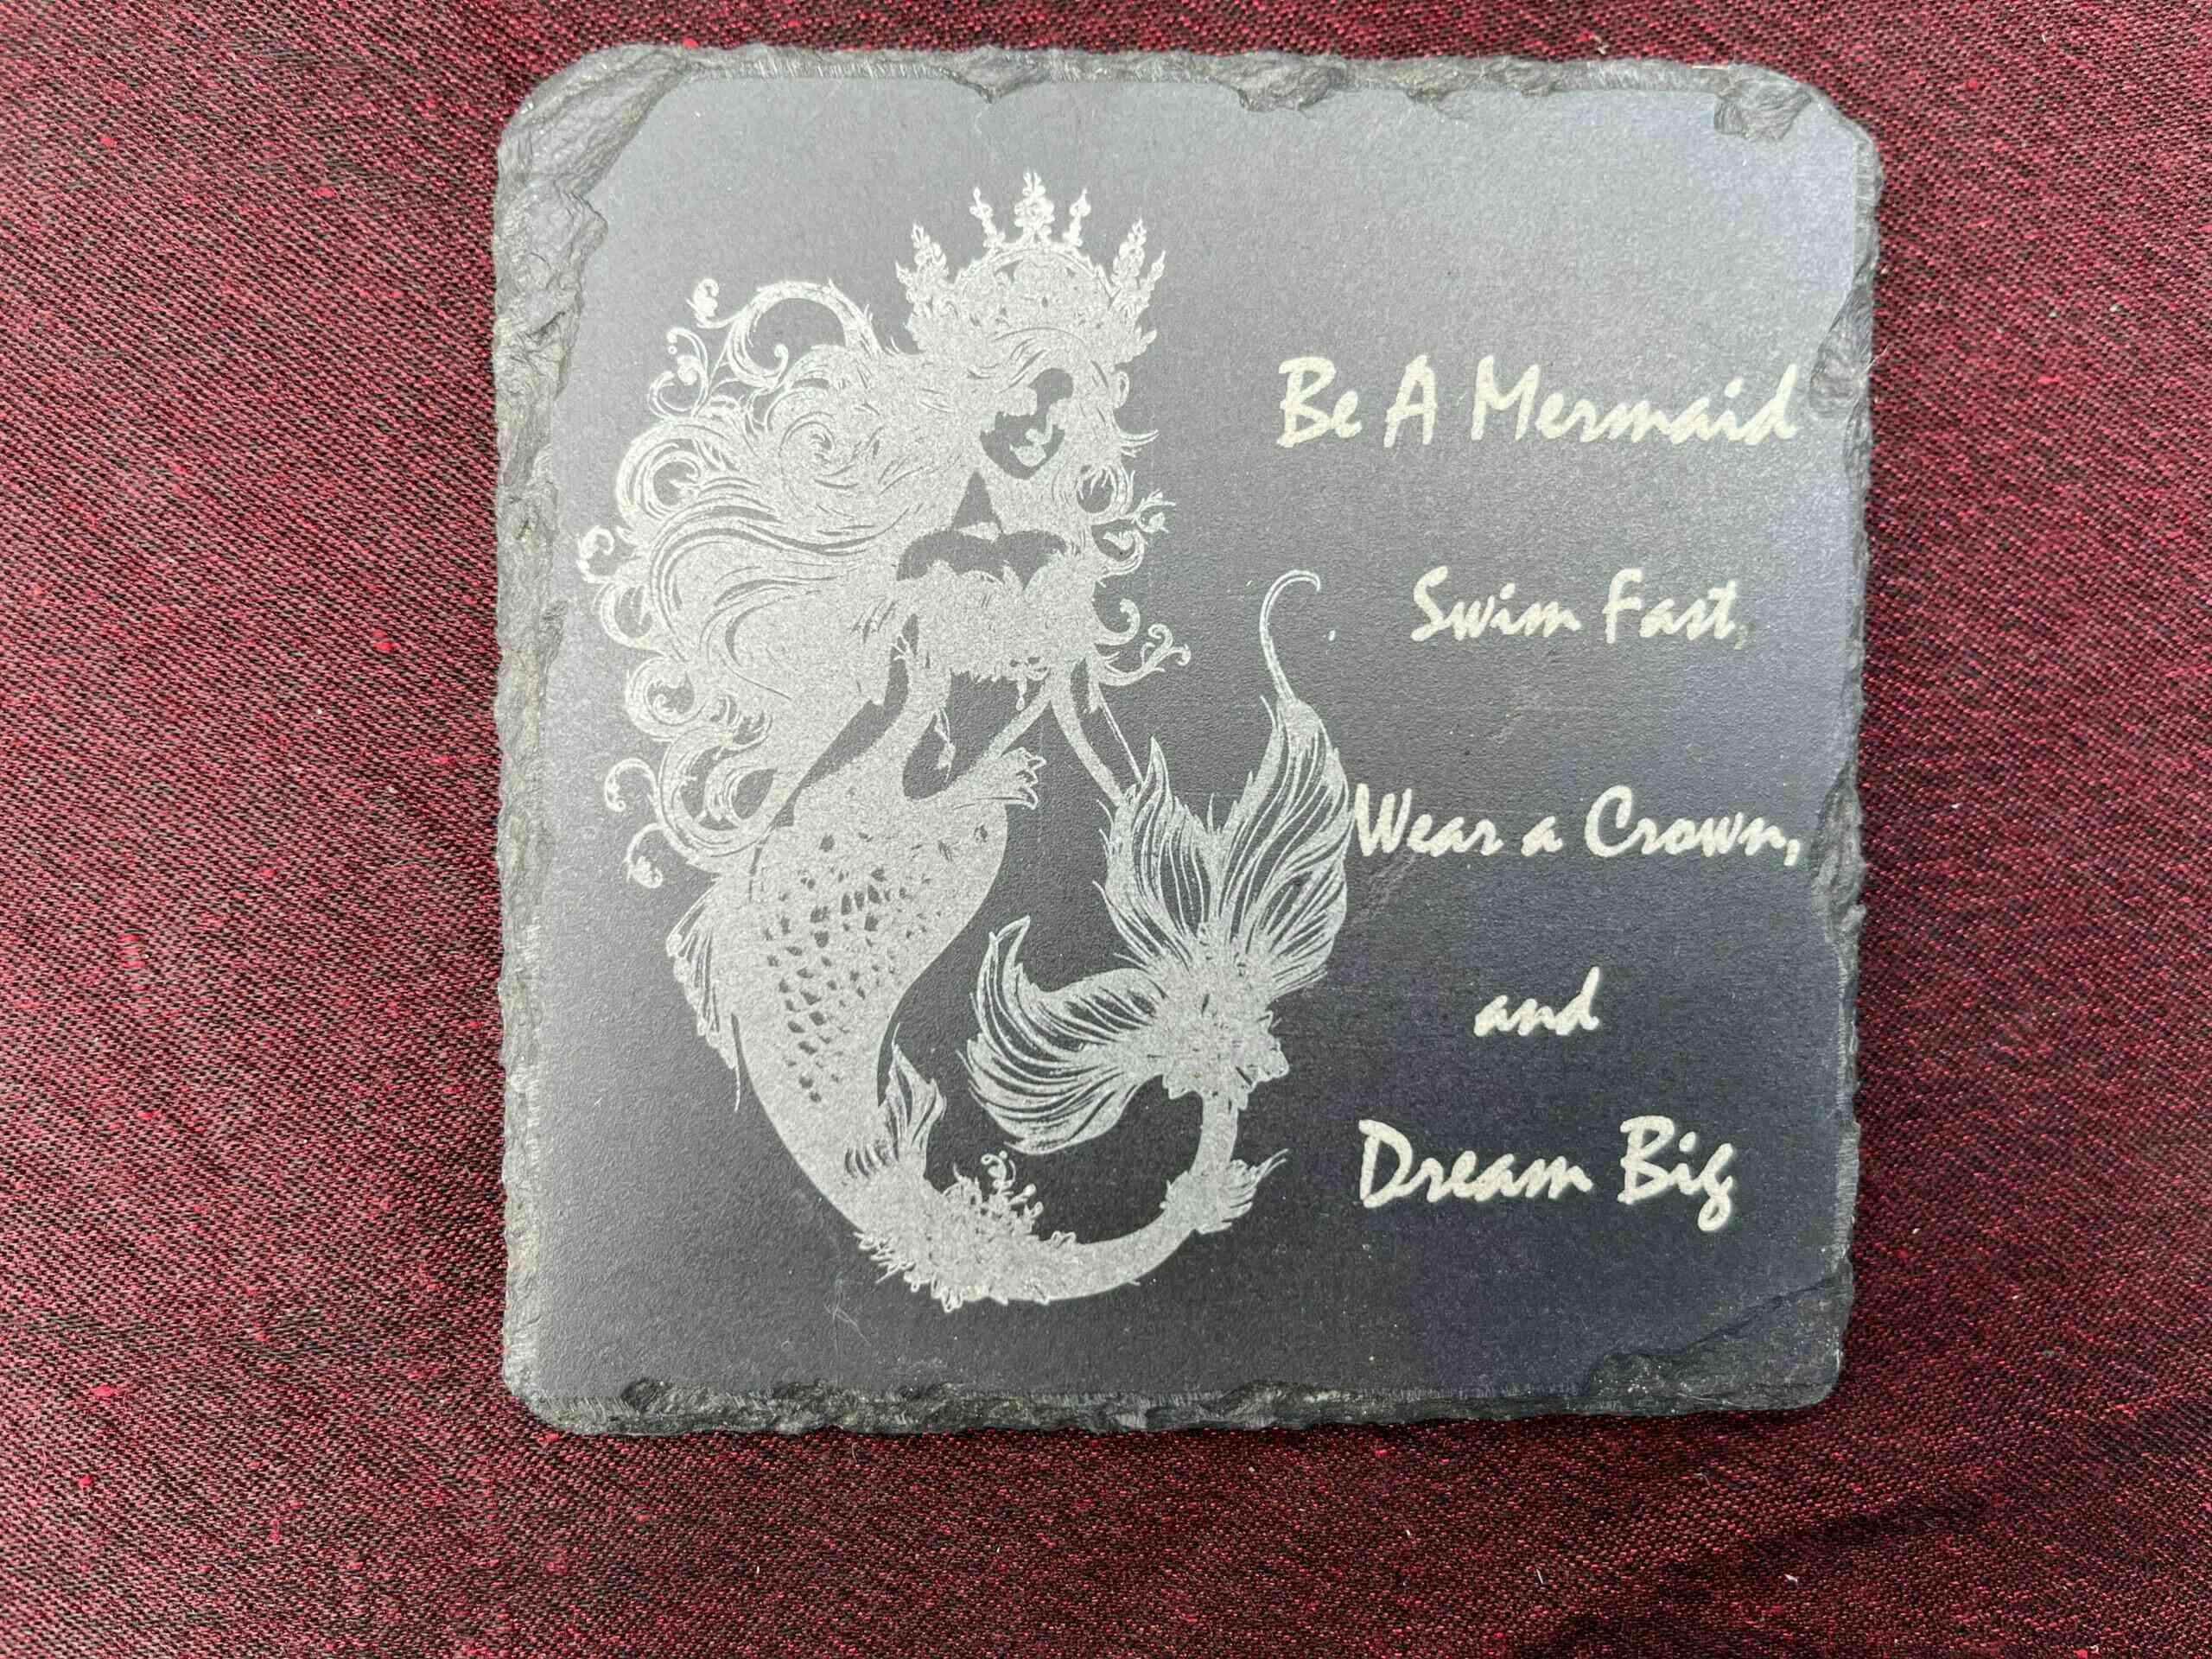 Be A Mermaid
Swim Fast,
Wear a Crown,
and
Dream Big